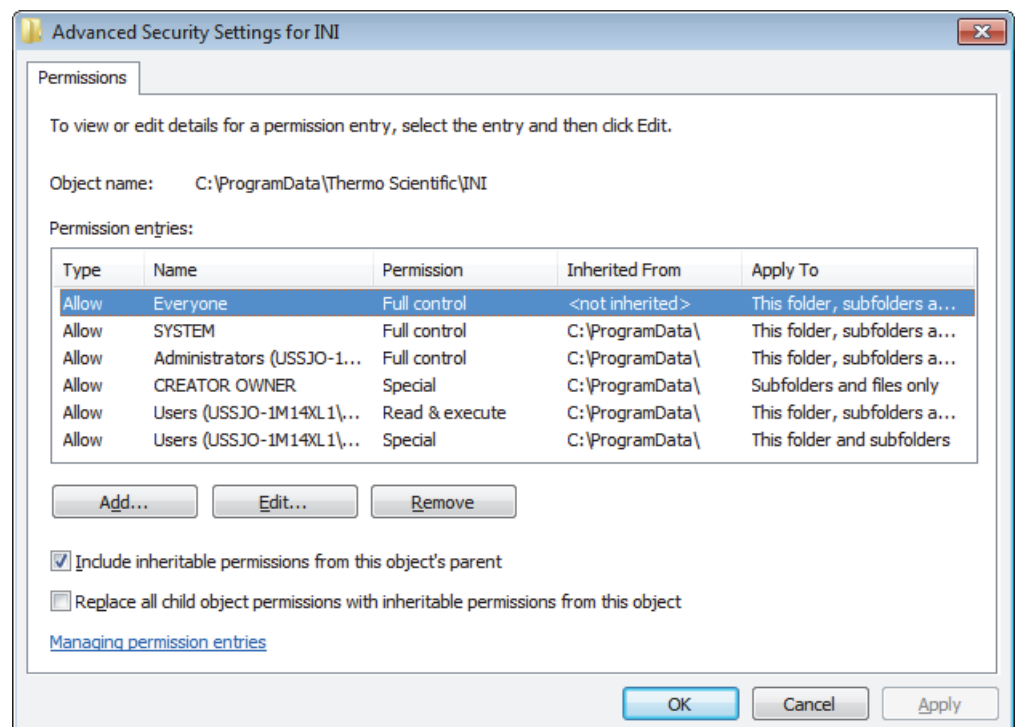 Advanced Security Settings for INI
Permissions
To view or edit details for a permission entry, select the entry and then click Edit.
Object name: C:\ProgramData\Thermo Scientific\INI
Permission entries:
Type Name Permission Inherited From Apply To
Allow Everyone Full control <not inherited> This folder, subfolders a...
Allow SYSTEM Full control C:\ProgramData\ This folder, subfolders a...
Allow Administrators (USSJO-1... Full control C:\ProgramData\ This folder, subfolders a...
Allow CREATOR OWNER Special C:\ProgramData\ Subfolders and files only
Allow Users (USSJO-1M14XL1\... Read & execute C:\ProgramData\ This folder, subfolders a...
Allow Users (USSJO-1M14XL1\... Special C:\ProgramData\ This folder and subfolders
Add... Edit... Remove
Include inheritable permissions from this object's parent
Replace all child object permissions with inheritable permissions from this object
Managing permission entries
OK Cancel Apply